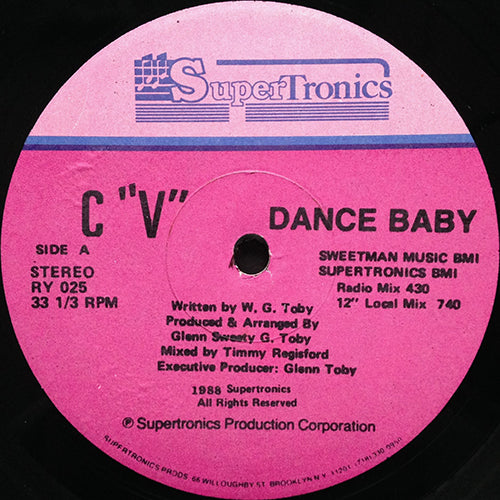 SuperTronics
C "V"
DANCE BABY
SIDE A
STEREO
RY 025
33 1/3 RPM
SWEETMAN MUSIC BMI
SUPERTRONICS BMI
Radio Mix 430
12" Local Mix 740
Written by W. G. Toby
Produced & Arranged By
Glenn Sweety G. Toby
Mixed by Timmy Regisford
Executive Producer: Glenn Toby
1988 Supertronics
All Rights Reserved
℗ Supertronics Production Corporation
SUPERTRONICS PRODS. 66 WILLOUGHBY ST. BROOKLYN N.Y. 11201 (718)